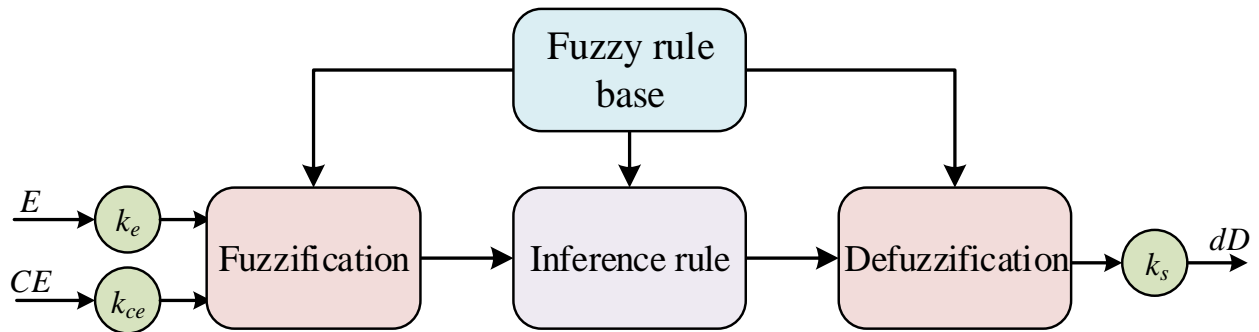 Fuzzy rule
base
E
k_e
CE
k_ce
Fuzzification
Inference rule
Defuzzification
k_s
dD